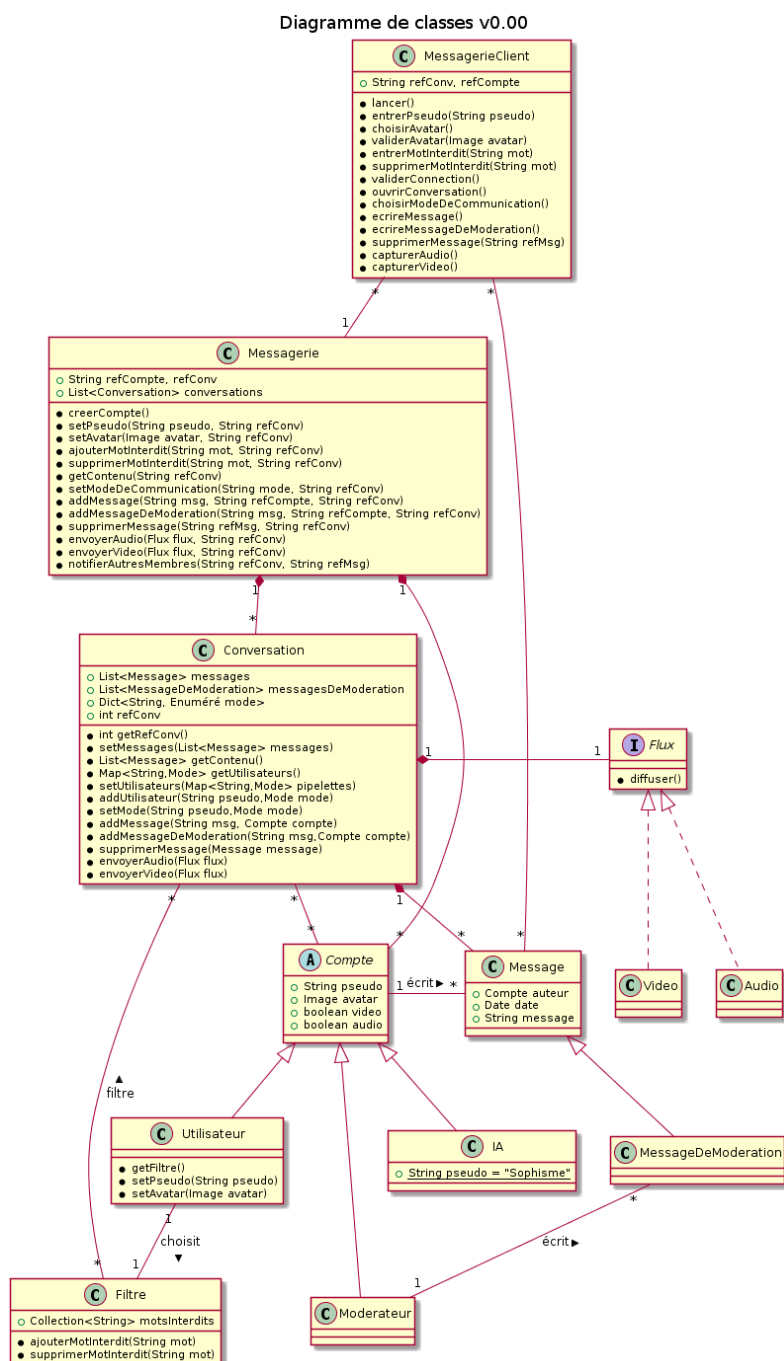 Diagramme de classes v0.00
C MessagerieClient
String refConv, refCompte
lancer()
entrerPseudo(String pseudo)
choisirAvatar()
validerAvatar(Image avatar)
entrerMotInterdit(String mot)
supprimerMotInterdit(String mot)
validerConnection()
ouvrirConversation()
choisirModeDeCommunication()
ecrireMessage()
ecrireMessageDeModeration()
supprimerMessage(String refMsg)
capturerAudio()
capturerVideo()
* *
1
C Messagerie
String refCompte, refConv
List<Conversation> conversations
creerCompte()
setPseudo(String pseudo, String refConv)
setAvatar(Image avatar, String refConv)
ajouterMotInterdit(String mot, String refConv)
supprimerMotInterdit(String mot, String refConv)
getContenu(String refConv)
setModeDeCommunication(String mode, String refConv)
addMessage(String msg, String refCompte, String refConv)
addMessageDeModeration(String msg, String refCompte, String refConv)
supprimerMessage(String refMsg, String refConv)
envoyerAudio(Flux flux, String refConv)
envoyerVideo(Flux flux, String refConv)
notifierAutresMembres(String refConv, String refMsg)
1 1
*
C Conversation
List<Message> messages
List<MessageDeModeration> messagesDeModeration
Dict<String, Enuméré mode>
int refConv
int getRefConv()
setMessages(List<Message> messages)
List<Message> getContenu()
Map<String,Mode> getUtilisateurs()
setUtilisateurs(Map<String,Mode> pipelettes)
addUtilisateur(String pseudo,Mode mode)
setMode(String pseudo,Mode mode)
addMessage(String msg, Compte compte)
addMessageDeModeration(String msg,Compte compte)
supprimerMessage(Message message)
envoyerAudio(Flux flux)
envoyerVideo(Flux flux)
1 1
I Flux
diffuser()
* * 1
* * * *
A Compte
String pseudo
Image avatar
boolean video
boolean audio
1 écrit ► *
C Message
Compte auteur
Date date
String message
C Video
C Audio
▲
filtre
C Utilisateur
getFiltre()
setPseudo(String pseudo)
setAvatar(Image avatar)
C IA
String pseudo = "Sophisme"
C MessageDeModeration
1
choisit
▼
* 1
*
écrit ►
1
C Filtre
Collection<String> motsInterdits
ajouterMotInterdit(String mot)
supprimerMotInterdit(String mot)
C Moderateur